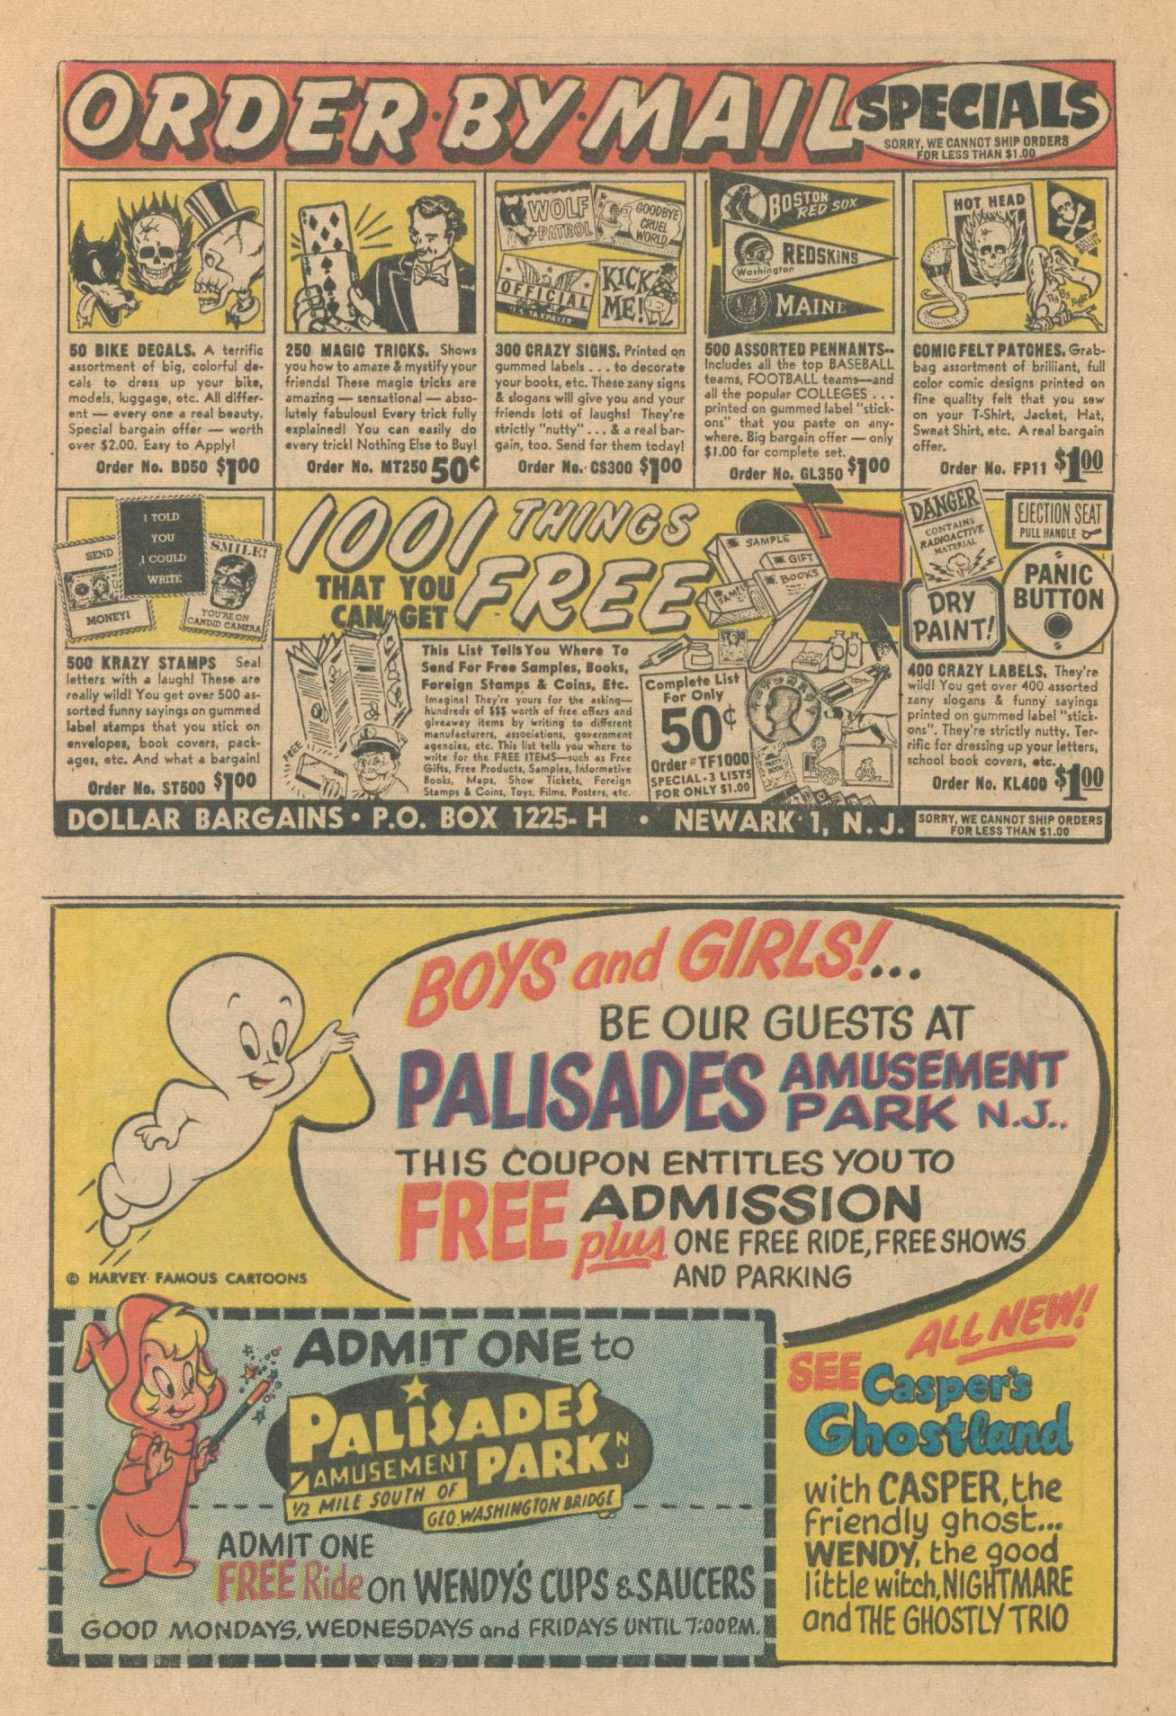 ORDER·BY·MAIL SPECIALS
SORRY, WE CANNOT SHIP ORDERS
FOR LESS THAN $1.00
50 BIKE DECALS. A terrific
assortment of big, colorful de-
cals to dress up your bike,
models, luggage, etc. All differ-
ent — every one a real beauty.
Special bargain offer — worth
over $2.00. Easy to Apply!
Order No. BD50 $1.00
250 MAGIC TRICKS. Shows
you how to amaze & mystify your
friends! These magic tricks are
amazing — sensational — abso-
lutely fabulous! Every trick fully
explained! You can easily do
every trick! Nothing Else to Buy!
Order No. MT250 50¢
WOLF
PATROL
GOODBYE
CRUEL
WORLD
OFFICIAL
U.S. TAXPAYER
KICK
ME!
300 CRAZY SIGNS. Printed on
gummed labels . . . to decorate
your books, etc. These zany signs
& slogans will give you and your
friends lots of laughs! They're
strictly "nutty" . . . & a real bar-
gain, too. Send for them today!
Order No. CS300 $1.00
BOSTON
RED SOX
REDSKINS
Washington
MAINE
500 ASSORTED PENNANTS--
Includes all the top BASEBALL
teams, FOOTBALL teams—and
all the popular COLLEGES . . .
printed on gummed label "stick-
ons" that you paste on any-
where. Big bargain offer — only
$1.00 for complete set.
Order No. GL350 $1.00
HOT HEAD
COMIC FELT PATCHES. Grab-
bag assortment of brilliant, full
color comic designs printed on
fine quality felt that you sew
on your T-Shirt, Jacket, Hat,
Sweat Shirt, etc. A real bargain
offer.
Order No. FP11 $1.00
SEND
MONEY!
I TOLD
YOU
I COULD
WRITE
SMILE!
YOU'RE ON
CANDID CAMERA
500 KRAZY STAMPS Seal
letters with a laugh! These are
really wild! You get over 500 as-
sorted funny sayings on gummed
label stamps that you stick on
envelopes, book covers, pack-
ages, etc. And what a bargain!
Order No. ST500 $1.00
1001 THINGS
THAT YOU
CAN GET
FREE
SAMPLE
GIFT
BOOKS
FREE
This List Tells You Where To
Send For Free Samples, Books,
Foreign Stamps & Coins, Etc.
Imagine! They're yours for the asking—
hundreds of $$$ worth of free offers and
giveaway items by writing to different
manufacturers, associations, government
agencies, etc. This list tells you where to
write for the FREE ITEMS—such as Free
Gifts, Free Products, Samples, Informative
Books, Maps, Show Tickets, Foreign
Stamps & Coins, Toys, Films, Posters, etc.
Complete List
For Only
50¢
Order # TF1000
SPECIAL - 3 LISTS
FOR ONLY $1.00
DANGER
CONTAINS
RADIOACTIVE
MATERIAL
EJECTION SEAT
PULL HANDLE
DRY
PAINT!
PANIC
BUTTON
400 CRAZY LABELS. They're
wild! You get over 400 assorted
zany slogans & funny sayings
printed on gummed label "stick-
ons". They're strictly nutty. Ter-
rific for dressing up your letters,
school book covers, etc.
Order No. KL400 $1.00
DOLLAR BARGAINS • P.O. BOX 1225-H • NEWARK 1, N.J.
SORRY, WE CANNOT SHIP ORDERS
FOR LESS THAN $1.00
BOYS and GIRLS!...
BE OUR GUESTS AT
PALISADES AMUSEMENT
PARK N.J..
THIS COUPON ENTITLES YOU TO
FREE ADMISSION
plus ONE FREE RIDE, FREE SHOWS
AND PARKING
© HARVEY FAMOUS CARTOONS
ADMIT ONE to
PALISADES
AMUSEMENT PARK NJ
1/2 MILE SOUTH OF
GEO. WASHINGTON BRIDGE
ADMIT ONE
FREE Ride on WENDY'S CUPS & SAUCERS
GOOD MONDAYS, WEDNESDAYS and FRIDAYS UNTIL 7:00 P.M.
ALL NEW!
SEE Casper's
Ghostland
with CASPER, the
friendly ghost...
WENDY, the good
little witch, NIGHTMARE
and THE GHOSTLY TRIO